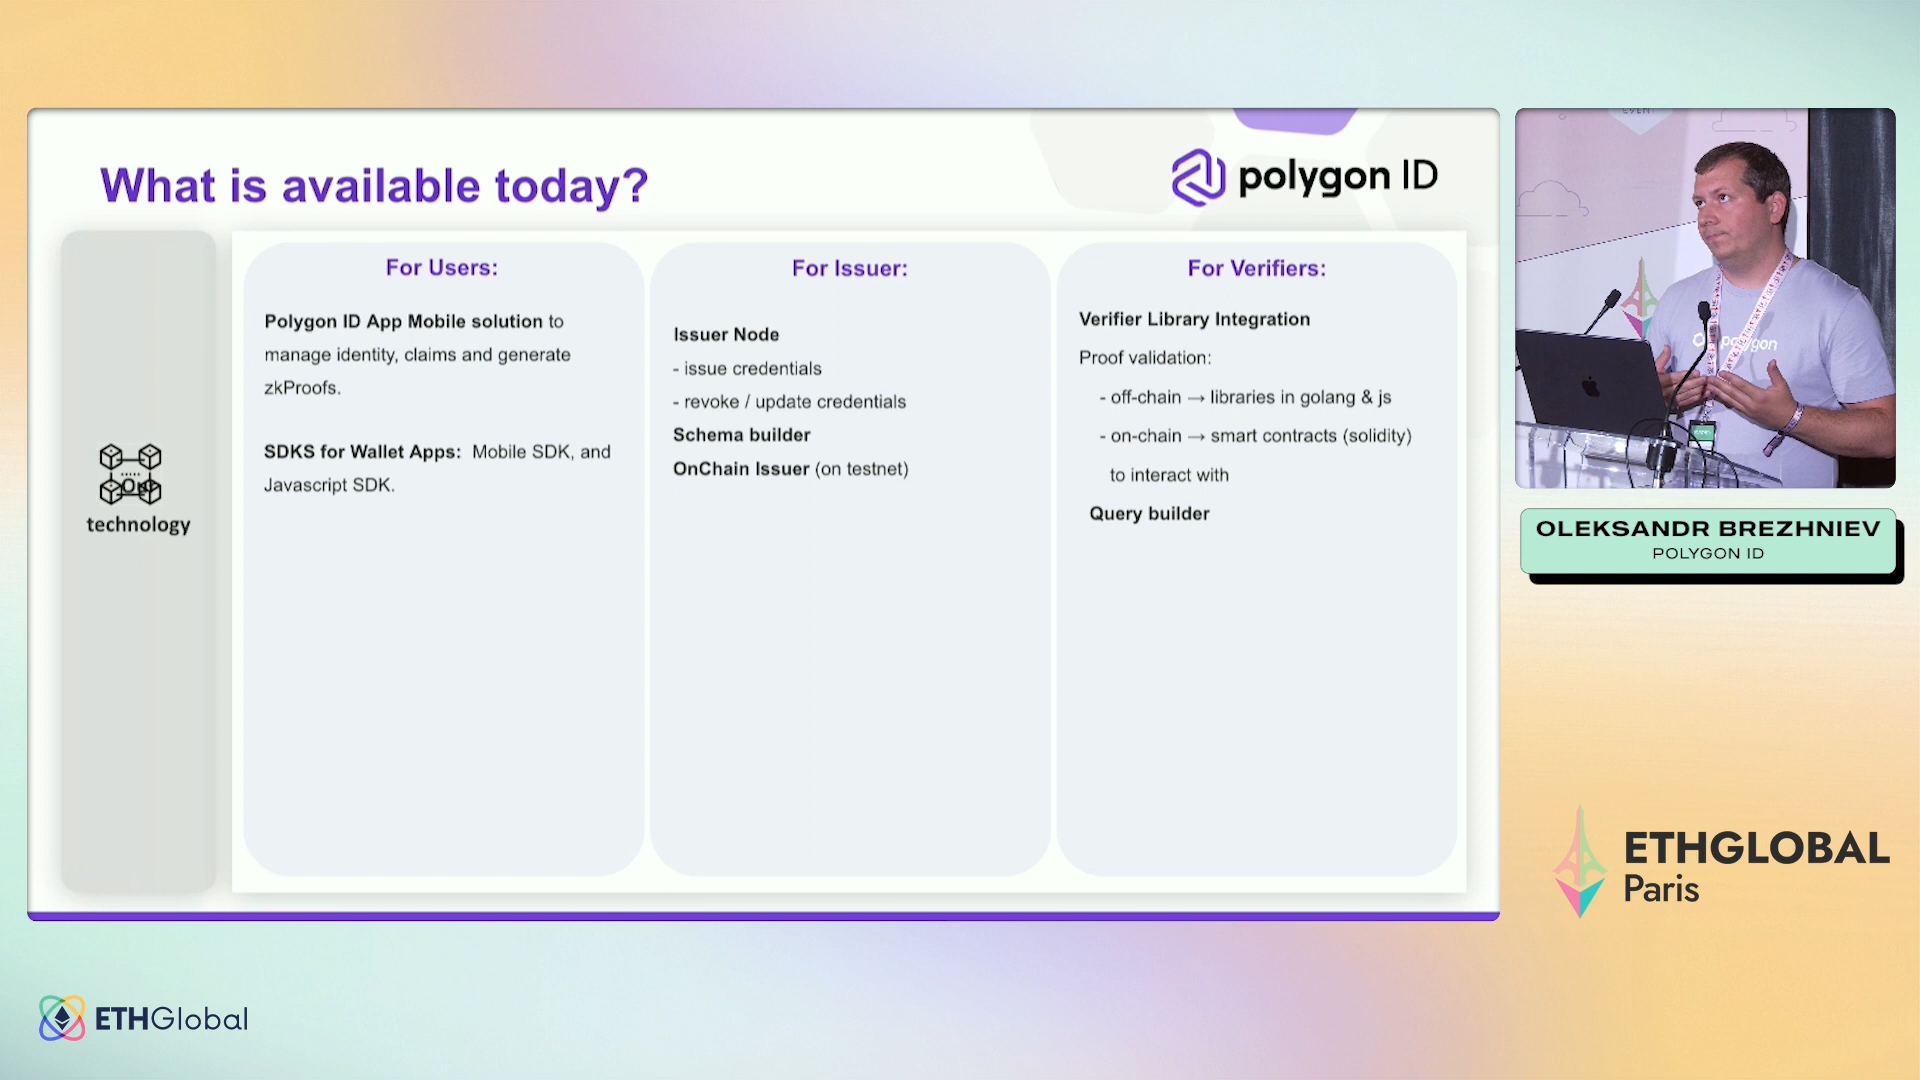 What is available today?
polygon ID
For Users:
Polygon ID App Mobile solution to
manage identity, claims and generate
zkProofs.
SDKS for Wallet Apps: Mobile SDK, and
Javascript SDK.
For Issuer:
Issuer Node
- issue credentials
- revoke / update credentials
Schema builder
OnChain Issuer (on testnet)
For Verifiers:
Verifier Library Integration
Proof validation:
- off-chain → libraries in golang & js
- on-chain → smart contracts (solidity)
to interact with
Query builder
technology
EVENT
polygon
OLEKSANDR BREZHNIEV
POLYGON ID
ETHGLOBAL
Paris
ETHGlobal